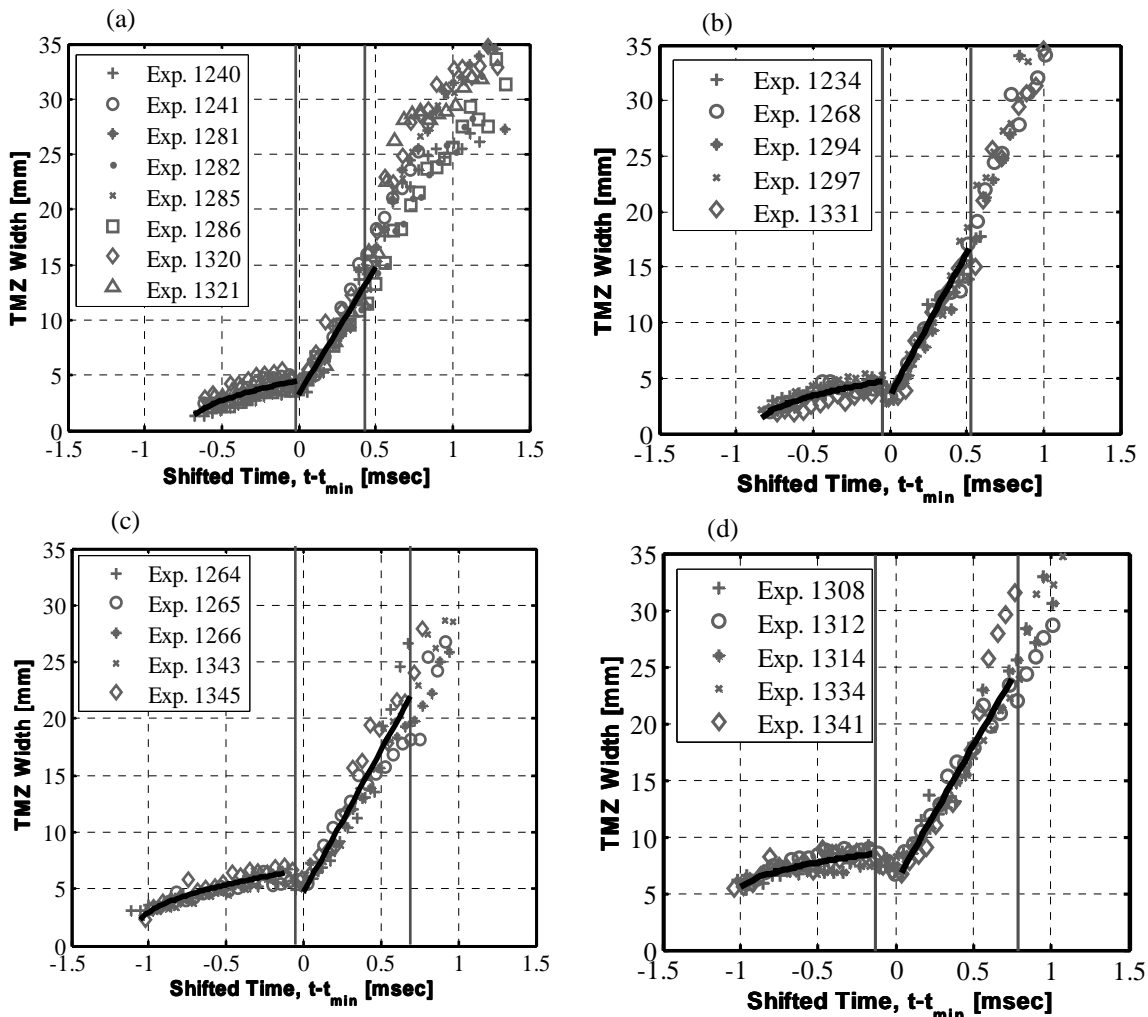 (a)
35
30
25
20
15
10
5
0
TMZ Width [mm]
Exp. 1240
Exp. 1241
Exp. 1281
Exp. 1282
Exp. 1285
Exp. 1286
Exp. 1320
Exp. 1321
-1.5 -1 -0.5 0 0.5 1 1.5
Shifted Time, t-tmin [msec]
(b)
35
30
25
20
15
10
5
0
TMZ Width [mm]
Exp. 1234
Exp. 1268
Exp. 1294
Exp. 1297
Exp. 1331
-1.5 -1 -0.5 0 0.5 1 1.5
Shifted Time, t-tmin [msec]
(c)
35
30
25
20
15
10
5
0
TMZ Width [mm]
Exp. 1264
Exp. 1265
Exp. 1266
Exp. 1343
Exp. 1345
-1.5 -1 -0.5 0 0.5 1 1.5
Shifted Time, t-tmin [msec]
(d)
35
30
25
20
15
10
5
0
TMZ Width [mm]
Exp. 1308
Exp. 1312
Exp. 1314
Exp. 1334
Exp. 1341
-1.5 -1 -0.5 0 0.5 1 1.5
Shifted Time, t-tmin [msec]